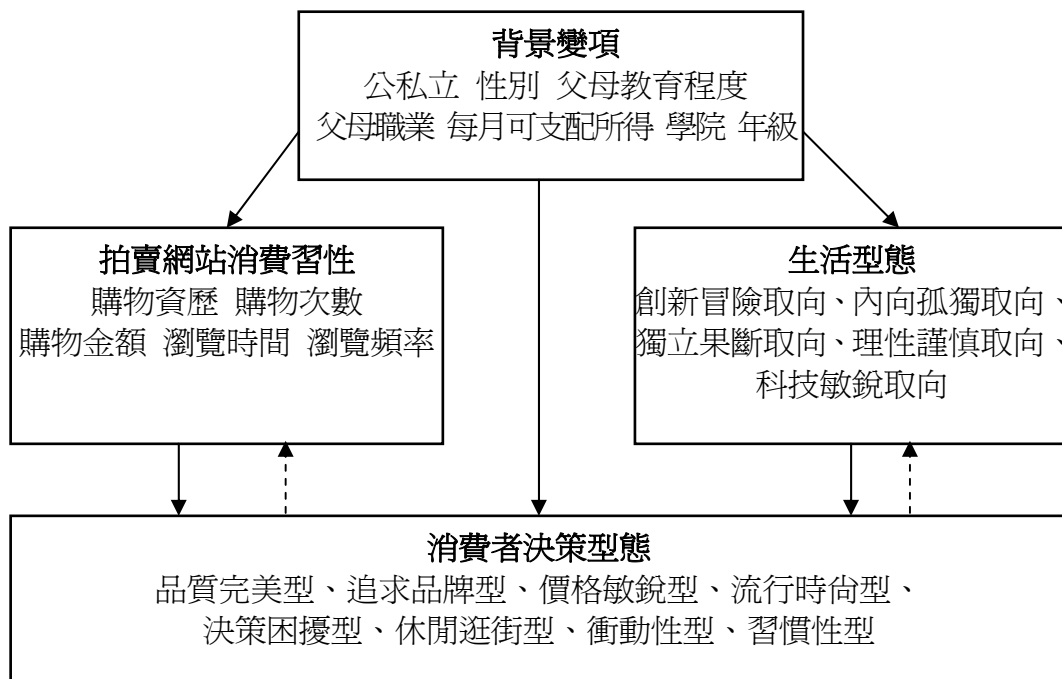 背景變項
公私立 性別 父母教育程度
父母職業 每月可支配所得 學院 年級
拍賣網站消費習性
購物資歷 購物次數
購物金額 瀏覽時間 瀏覽頻率
生活型態
創新冒險取向、內向孤獨取向、
獨立果斷取向、理性謹慎取向、
科技敏銳取向
消費者決策型態
品質完美型、追求品牌型、價格敏銳型、流行時尚型、
決策困擾型、休閒逛街型、衝動性型、習慣性型